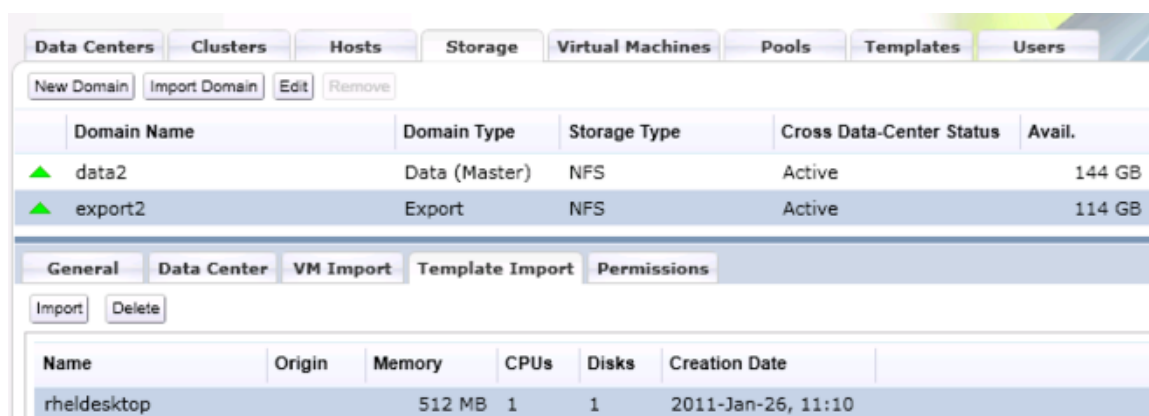 Data Centers Clusters Hosts Storage Virtual Machines Pools Templates Users
New Domain Import Domain Edit Remove
Domain Name Domain Type Storage Type Cross Data-Center Status Avail.
data2 Data (Master) NFS Active 144 GB
export2 Export NFS Active 114 GB
General Data Center VM Import Template Import Permissions
Import Delete
Name Origin Memory CPUs Disks Creation Date
rheldesktop 512 MB 1 1 2011-Jan-26, 11:10